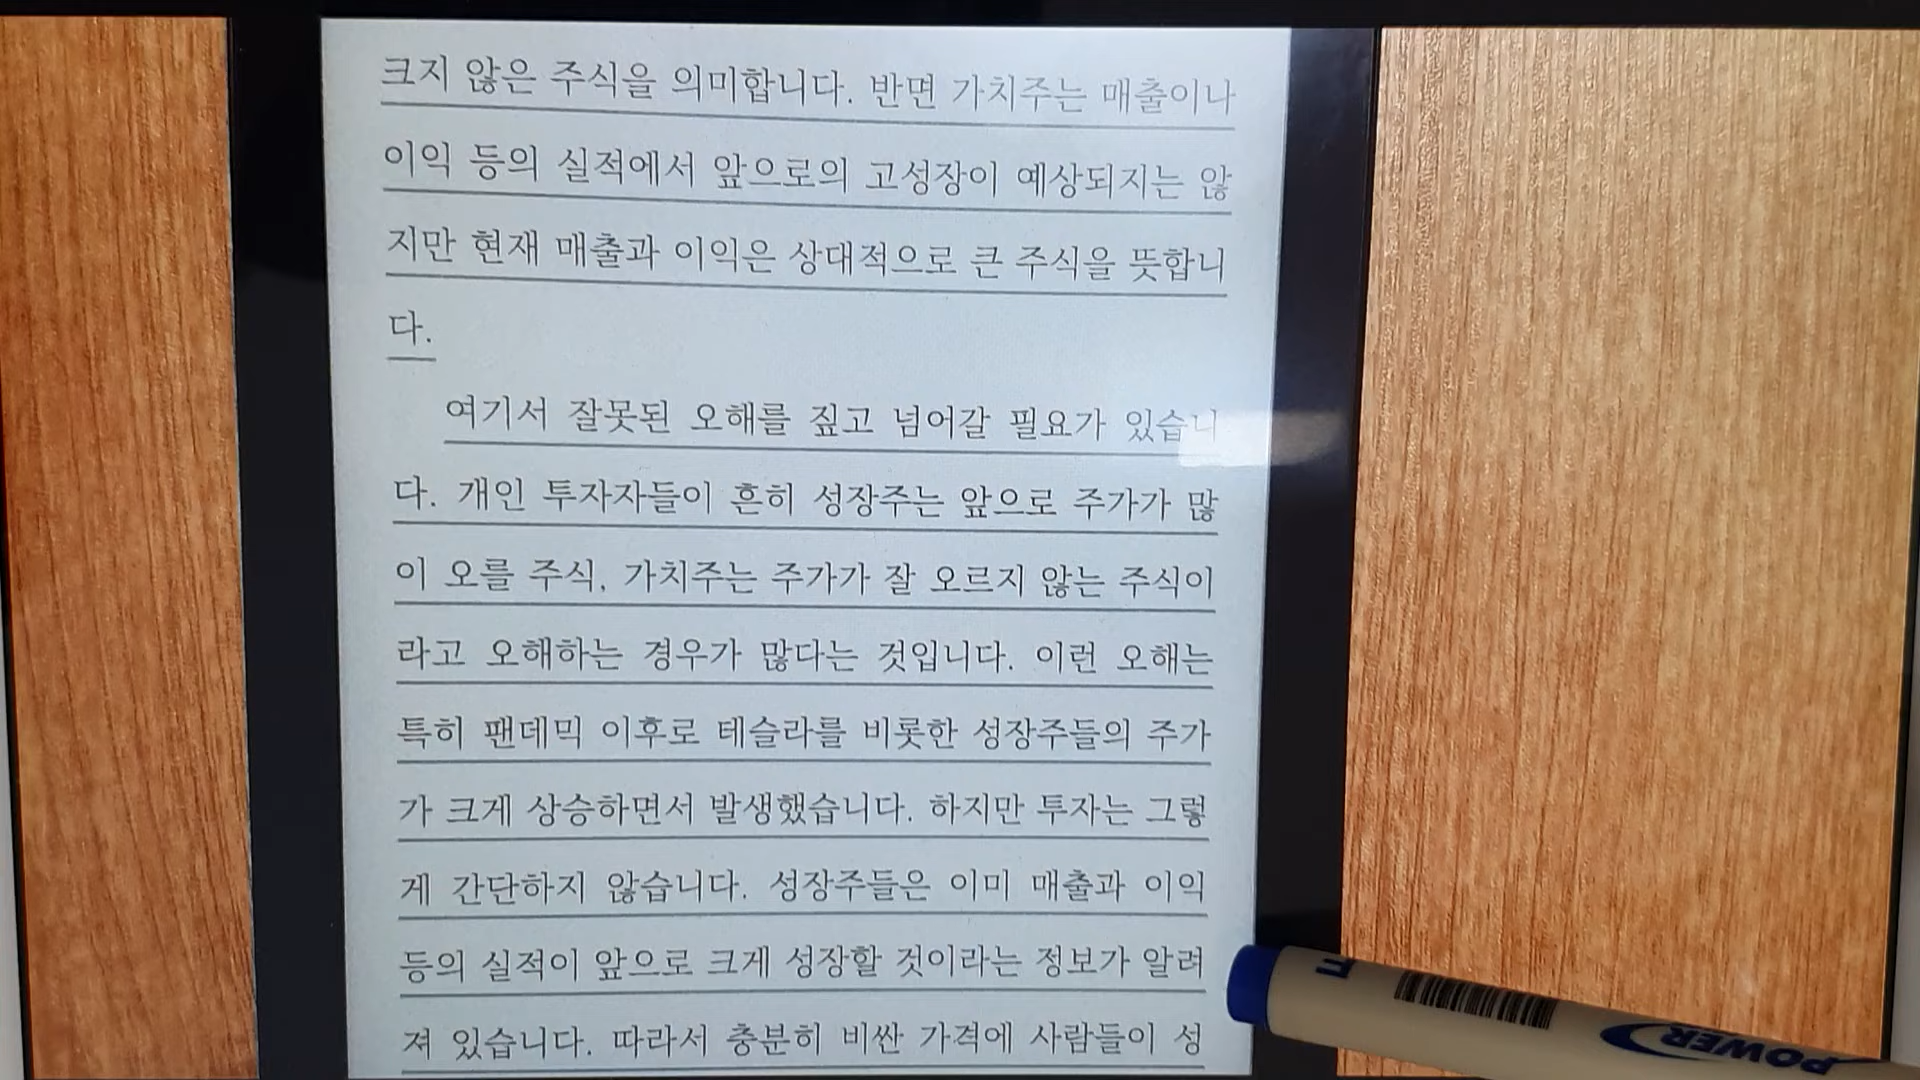 크지 않은 주식을 의미합니다. 반면 가치주는 매출이나
이익 등의 실적에서 앞으로의 고성장이 예상되지는 않
지만 현재 매출과 이익은 상대적으로 큰 주식을 뜻합니
다.
여기서 잘못된 오해를 짚고 넘어갈 필요가 있습니
다. 개인 투자자들이 흔히 성장주는 앞으로 주가가 많
이 오를 주식, 가치주는 주가가 잘 오르지 않는 주식이
라고 오해하는 경우가 많다는 것입니다. 이런 오해는
특히 팬데믹 이후로 테슬라를 비롯한 성장주들의 주가
가 크게 상승하면서 발생했습니다. 하지만 투자는 그렇
게 간단하지 않습니다. 성장주들은 이미 매출과 이익
등의 실적이 앞으로 크게 성장할 것이라는 정보가 알려
져 있습니다. 따라서 충분히 비싼 가격에 사람들이 성
POWER